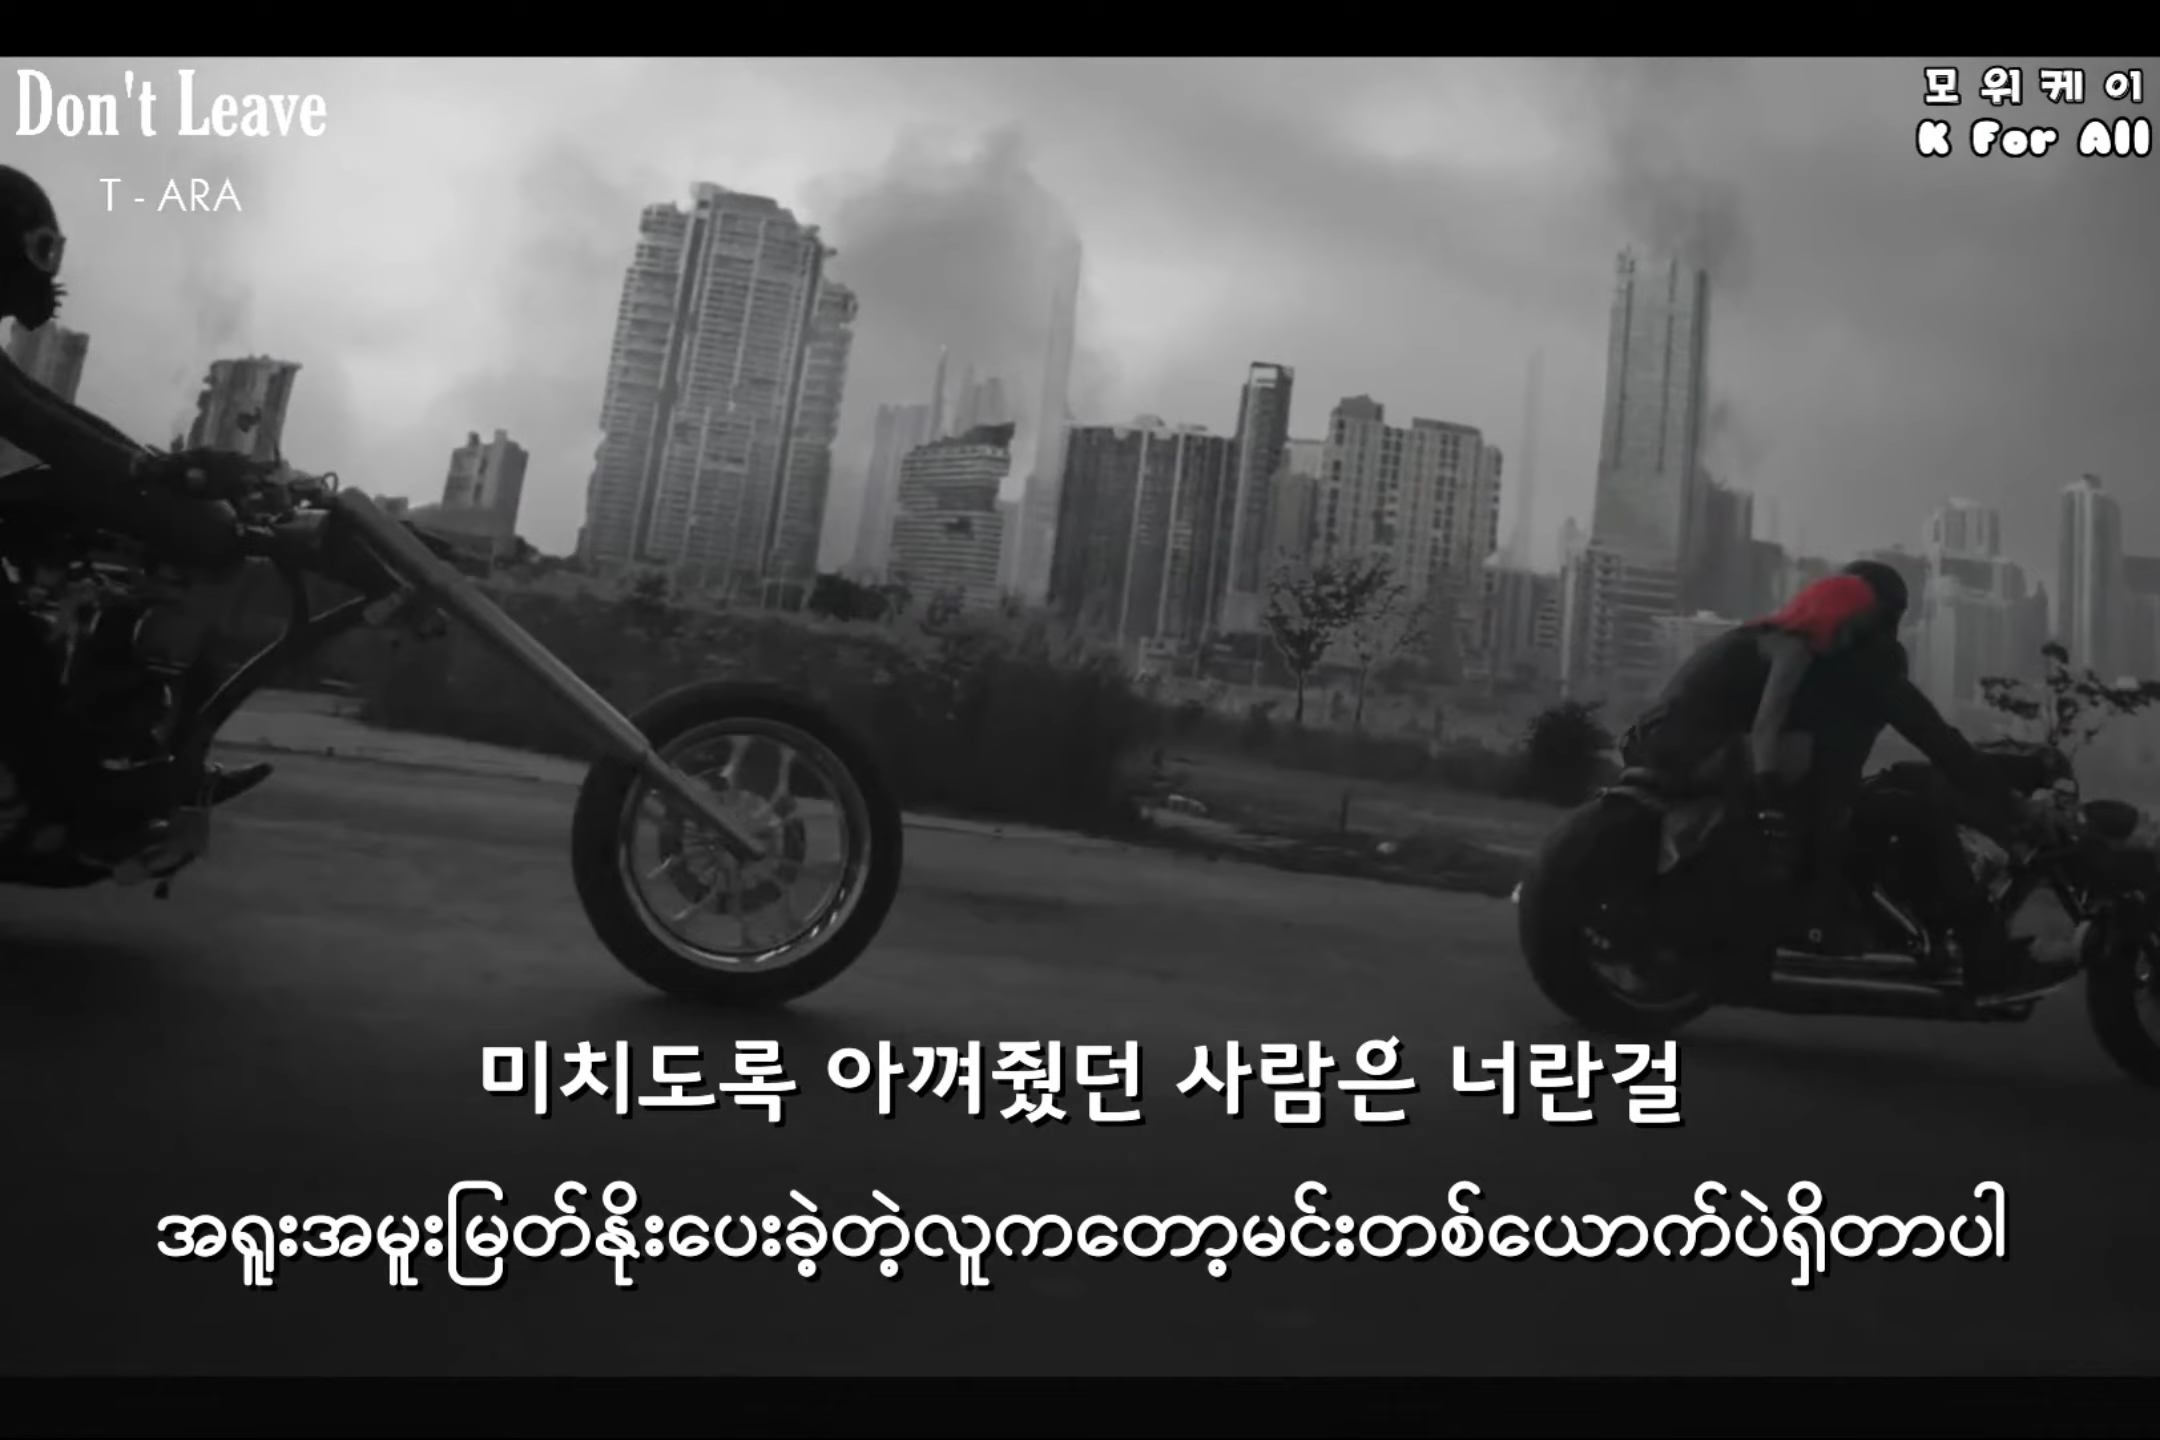 Don't Leave
T - ARA
모위케이
K For All
미치도록 아껴줬던 사람은 너란걸
အရူးအမူးမြတ်နိုးပေးခဲ့တဲ့လူကတော့မင်းတစ်ယောက်ပဲရှိတာပါ